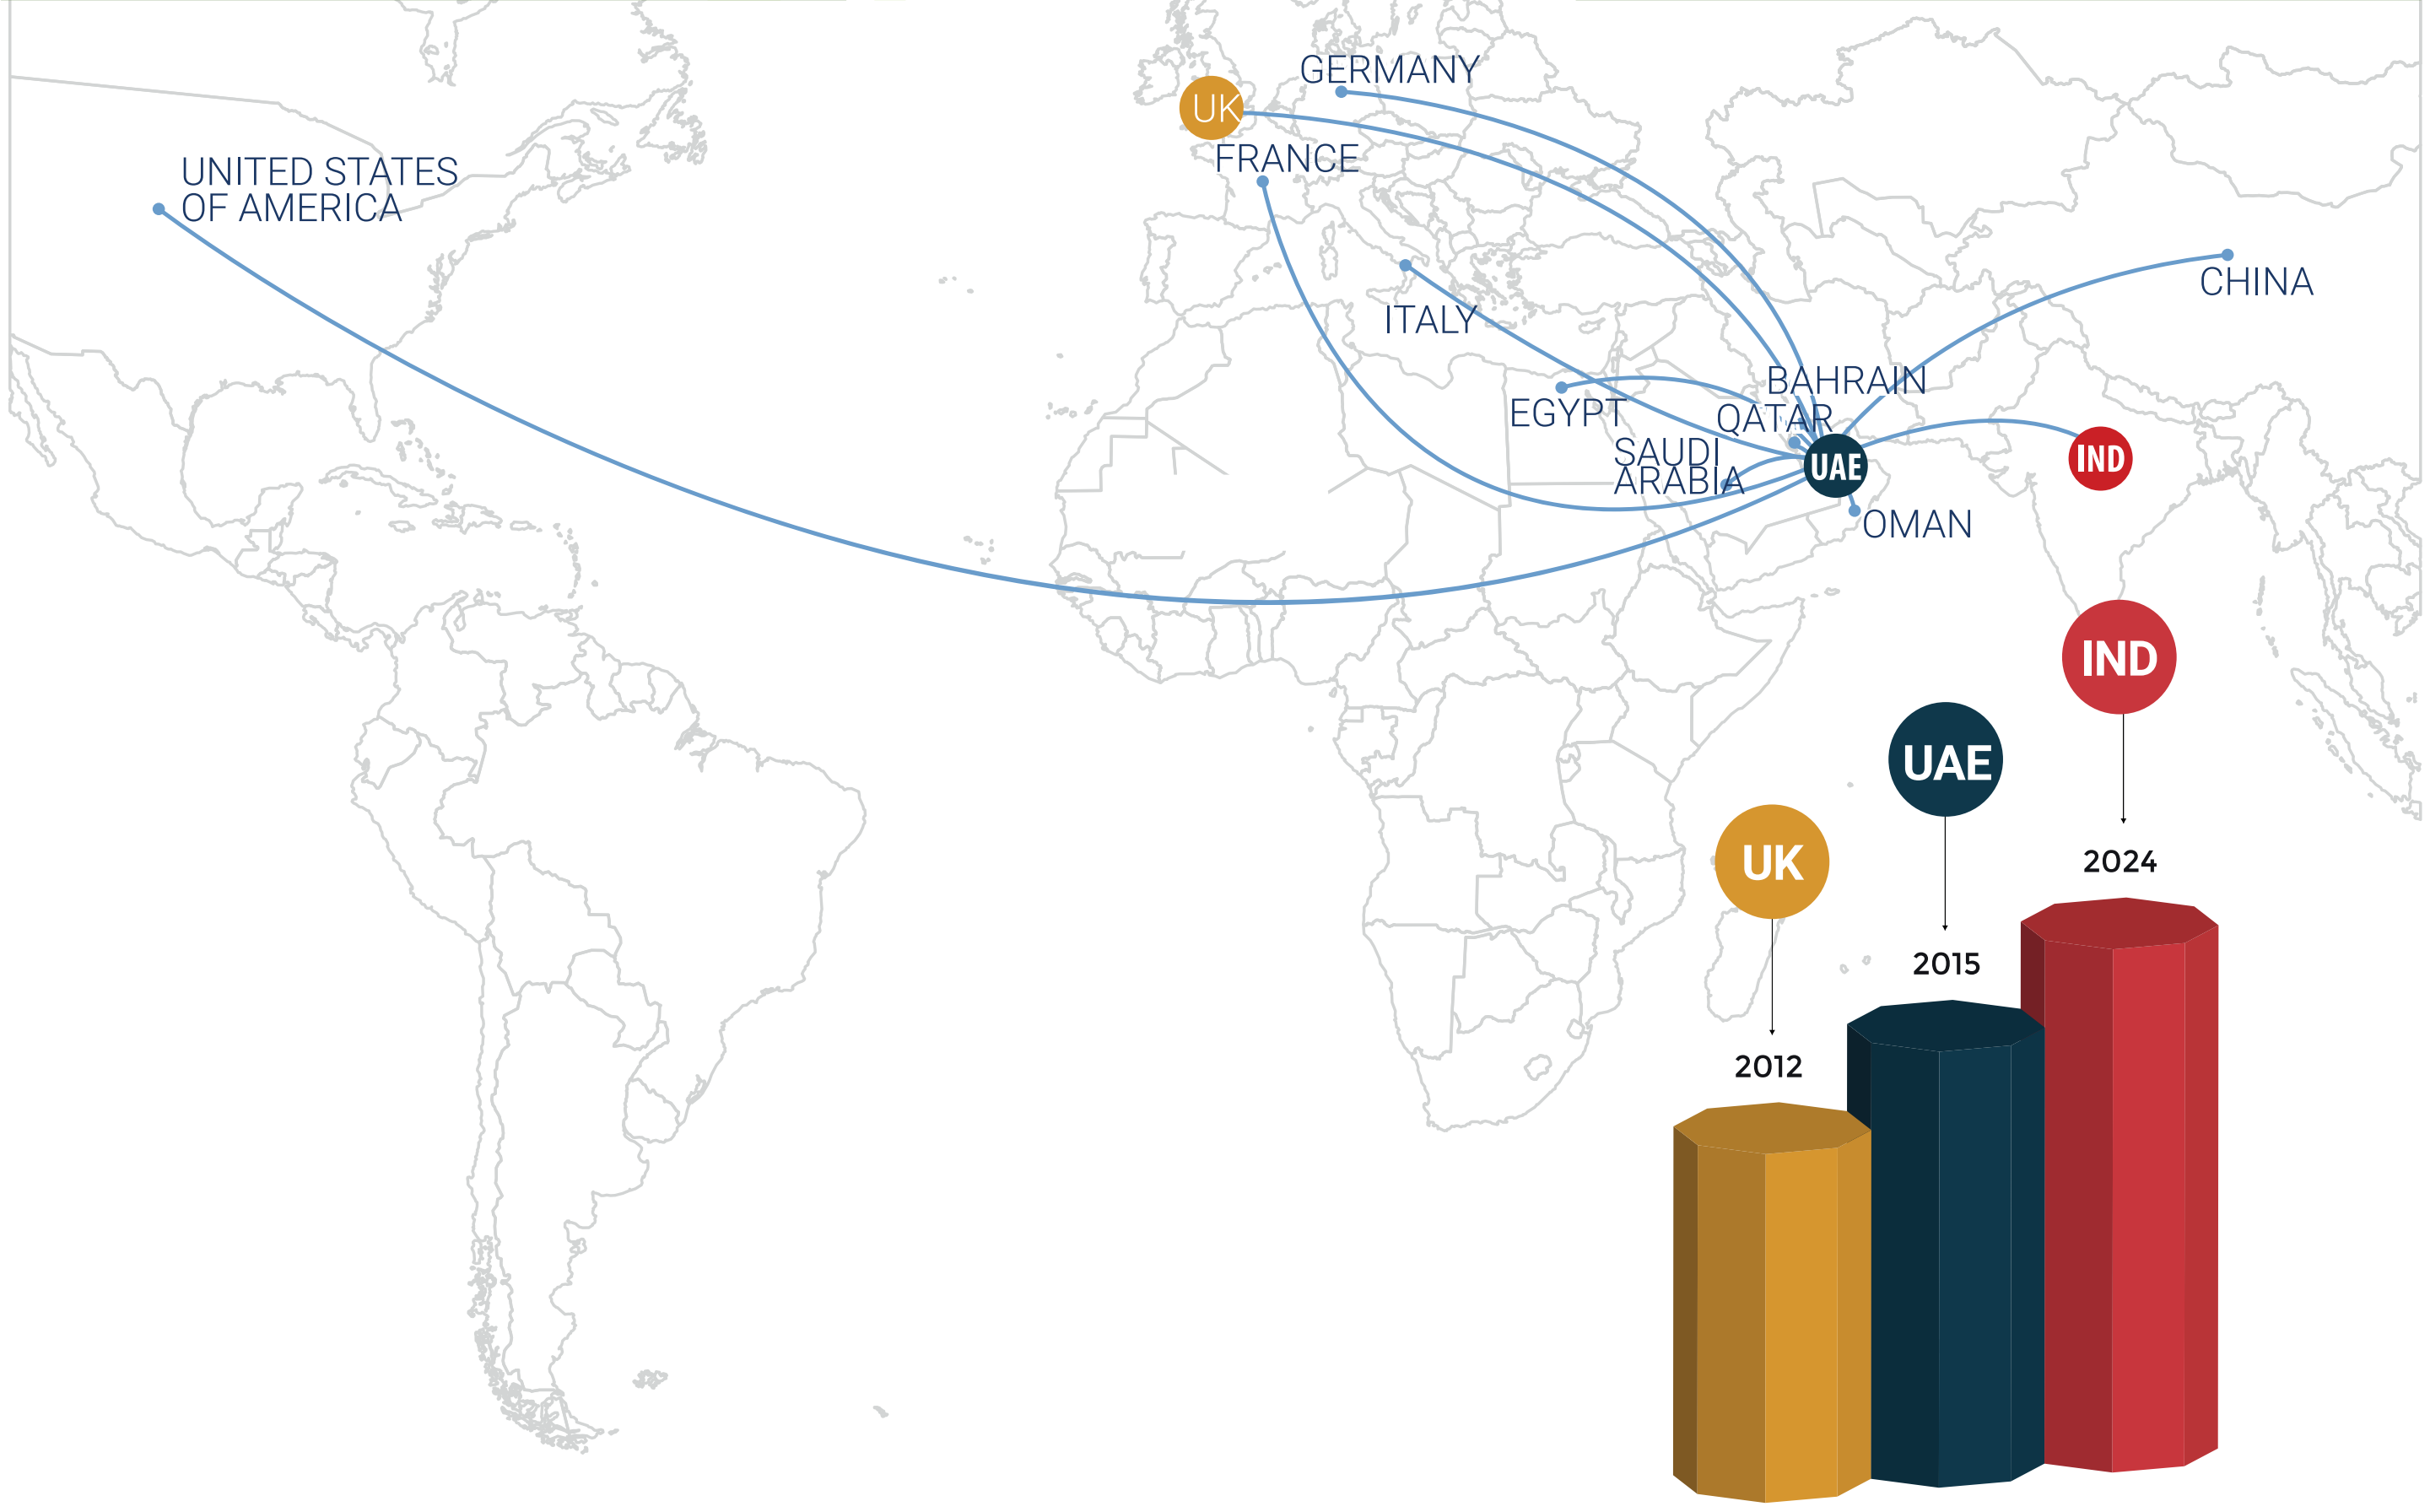 GERMANY
UK
FRANCE
UNITED STATES
OF AMERICA
CHINA
ITALY
BAHRAIN
EGYPT
QATAR
SAUDI
ARABIA
UAE
IND
OMAN
IND
UAE
UK
2024
2015
2012